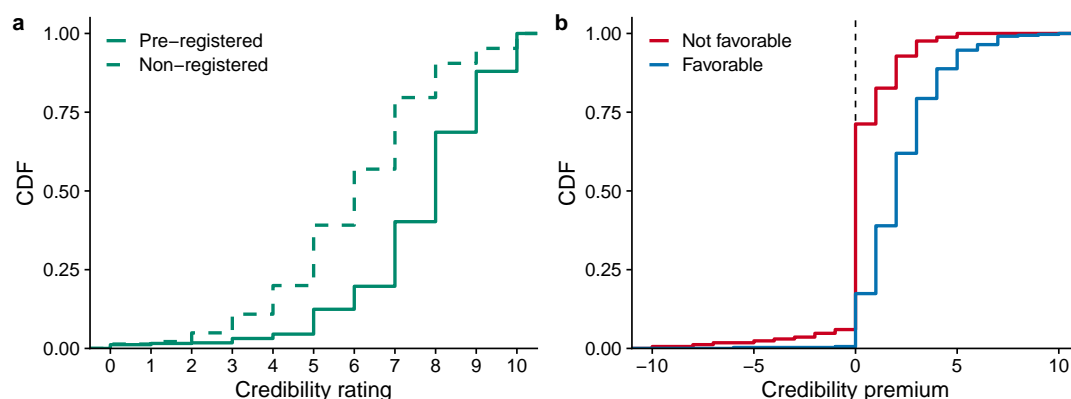 a
Pre−registered
Non−registered
1.00
0.75
0.50
0.25
0.00
CDF
0 1 2 3 4 5 6 7 8 9 10
Credibility rating
b
Not favorable
Favorable
1.00
0.75
0.50
0.25
0.00
CDF
−10 −5 0 5 10
Credibility premium